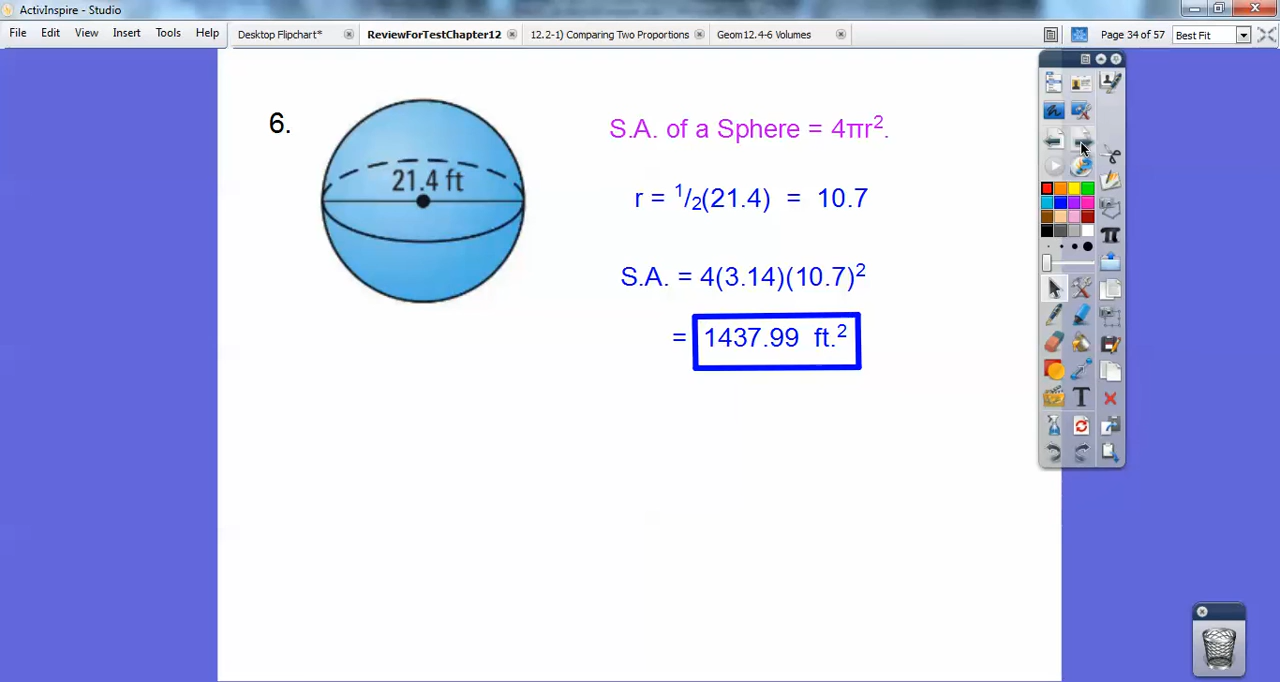 ActivInspire - Studio
File Edit View Insert Tools Help
Desktop Flipchart* ReviewForTestChapter12 12.2-1) Comparing Two Proportions Geom12.4-6 Volumes
Page 34 of 57 Best Fit
6.
21.4 ft
S.A. of a Sphere = 4πr².
r = ¹/₂(21.4) = 10.7
S.A. = 4(3.14)(10.7)²
= 1437.99 ft.²